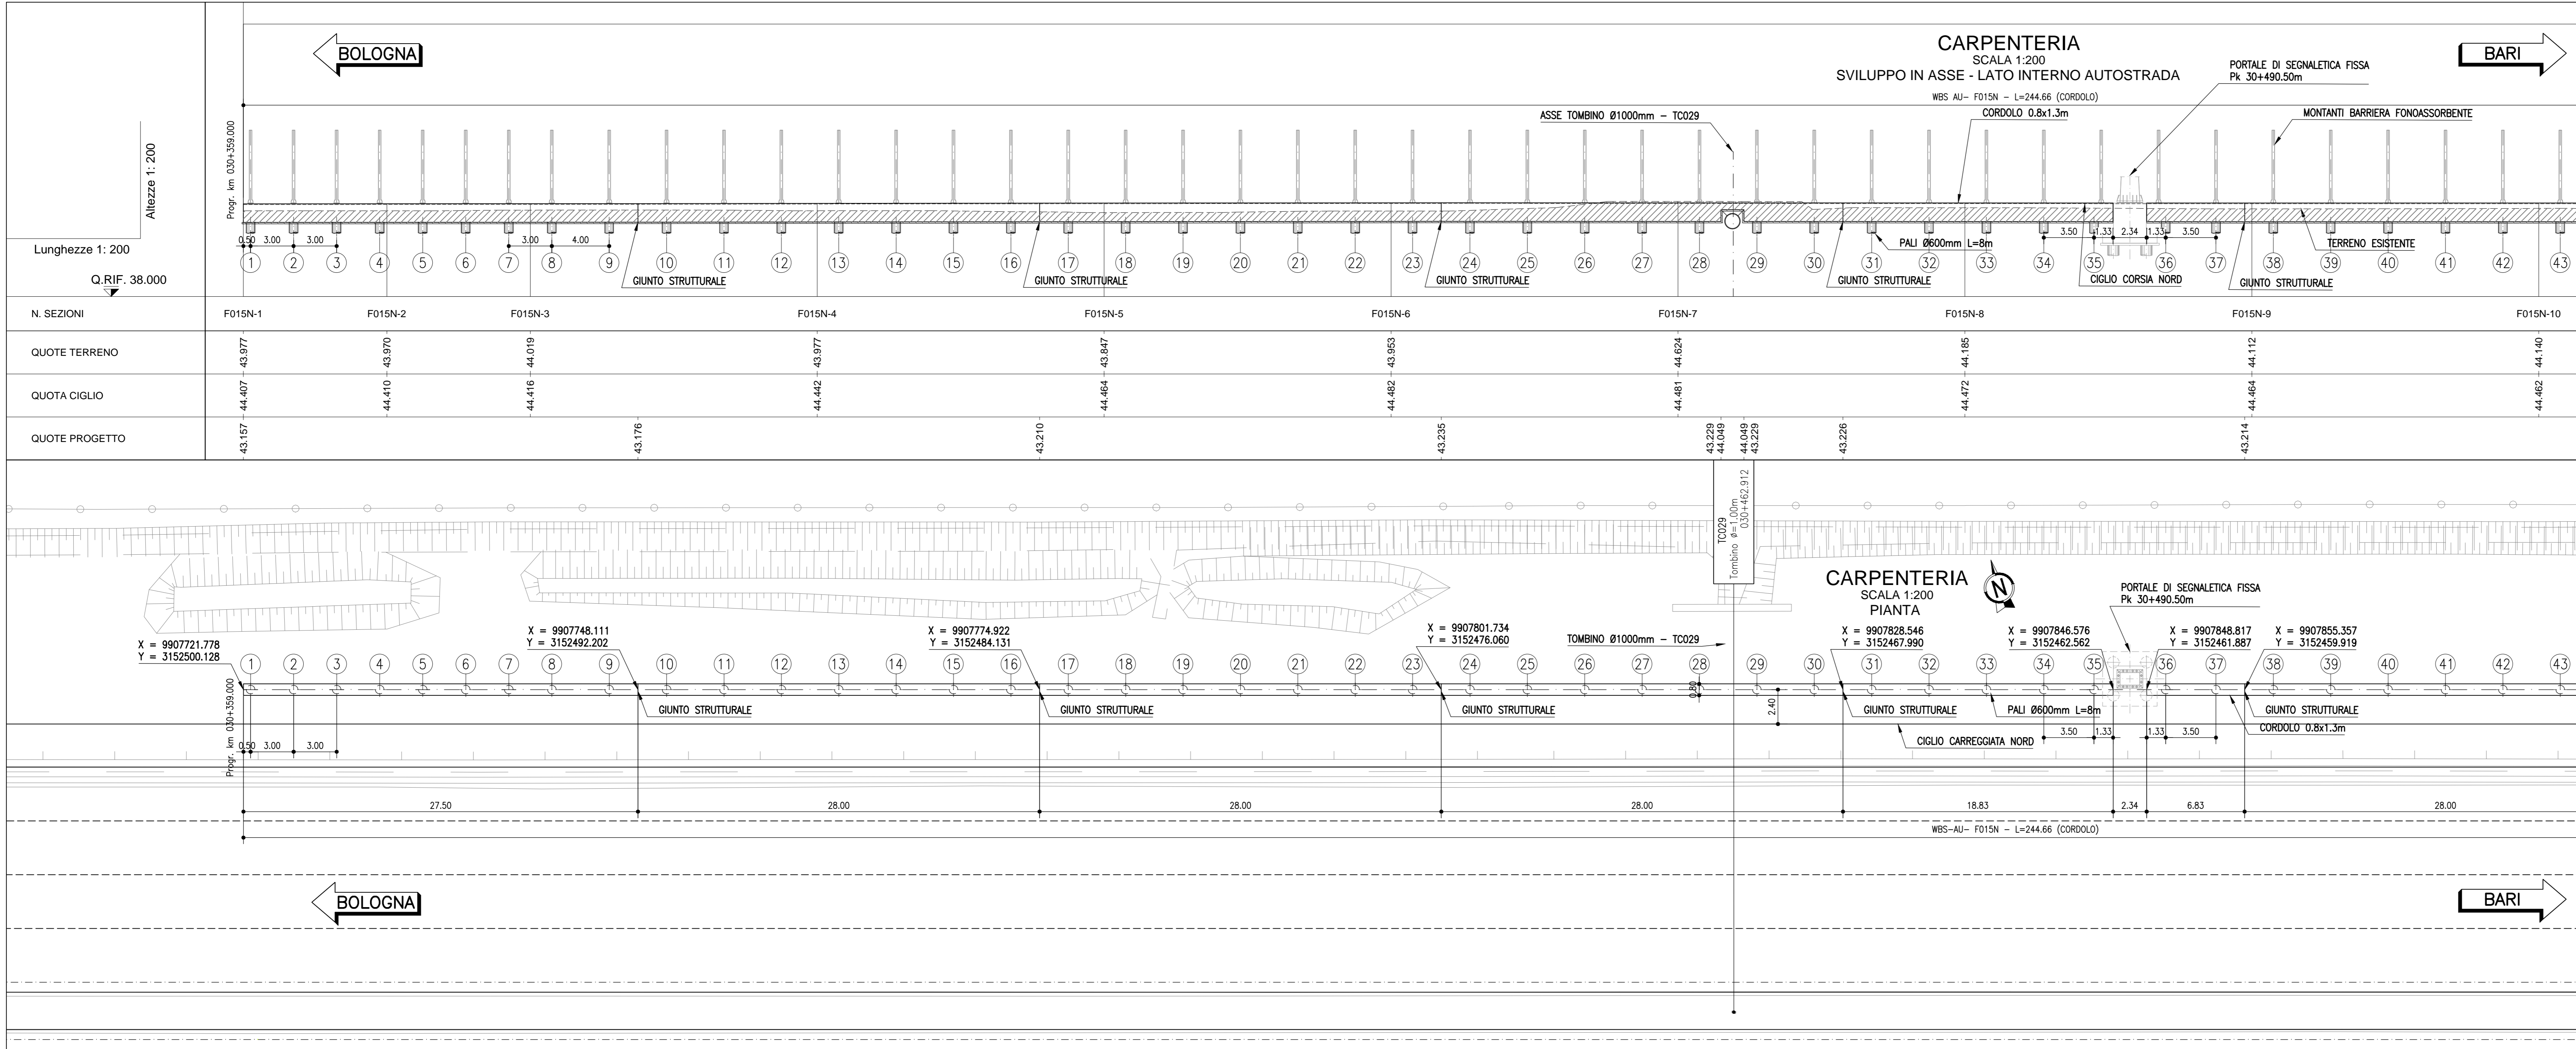 BOLOGNA
CARPENTERIA
SCALA 1:200
SVILUPPO IN ASSE - LATO INTERNO AUTOSTRADA
BARI
PORTALE DI SEGNALETICA FISSA
Pk 30+490.50m
WBS AU- F015N - L=244.66 (CORDOLO)
ASSE TOMBINO Ø1000mm - TC029
CORDOLO 0.8x1.3m
MONTANTI BARRIERA FONOASSORBENTE
Progr. km 030+359.000
Altezze 1: 200
Lunghezze 1: 200
Q.RIF. 38.000
0.50 3.00 3.00 3.00 4.00 3.50 1.33 2.34 1.33 3.50
PALI Ø600mm L=8m
TERRENO ESISTENTE
1 2 3 4 5 6 7 8 9 10 11 12 13 14 15 16 17 18 19 20 21 22 23 24 25 26 27 28 29 30 31 32 33 34 35 36 37 38 39 40 41 42 43
GIUNTO STRUTTURALE
GIUNTO STRUTTURALE
GIUNTO STRUTTURALE
GIUNTO STRUTTURALE
CIGLIO CORSIA NORD
GIUNTO STRUTTURALE
N. SEZIONI F015N-1 F015N-2 F015N-3 F015N-4 F015N-5 F015N-6 F015N-7 F015N-8 F015N-9 F015N-10
QUOTE TERRENO 43.977 43.970 44.019 43.977 43.847 43.953 44.624 44.185 44.112 44.140
QUOTA CIGLIO 44.407 44.410 44.416 44.442 44.464 44.482 44.481 44.472 44.464 44.462
QUOTE PROGETTO 43.157 43.176 43.210 43.235 43.229 44.049 44.049 43.229 43.226 43.214
TC029
Tombino ø=1,00m
030+462.912
CARPENTERIA
SCALA 1:200
PIANTA
N
PORTALE DI SEGNALETICA FISSA
Pk 30+490.50m
X = 9907721.778
Y = 3152500.128
X = 9907748.111
Y = 3152492.202
X = 9907774.922
Y = 3152484.131
X = 9907801.734
Y = 3152476.060
TOMBINO Ø1000mm - TC029
X = 9907828.546
Y = 3152467.990
X = 9907846.576
Y = 3152462.562
X = 9907848.817
Y = 3152461.887
X = 9907855.357
Y = 3152459.919
1 2 3 4 5 6 7 8 9 10 11 12 13 14 15 16 17 18 19 20 21 22 23 24 25 26 27 28 29 30 31 32 33 34 35 36 37 38 39 40 41 42 43
Progr. km 030+359.000
0.80
2.40
GIUNTO STRUTTURALE
GIUNTO STRUTTURALE
GIUNTO STRUTTURALE
GIUNTO STRUTTURALE
PALI Ø600mm L=8m
GIUNTO STRUTTURALE
CORDOLO 0.8x1.3m
CIGLIO CARREGGIATA NORD
0.50 3.00 3.00 3.50 1.33 1.33 3.50
27.50 28.00 28.00 28.00 18.83 2.34 6.83 28.00
WBS-AU- F015N - L=244.66 (CORDOLO)
BOLOGNA
BARI